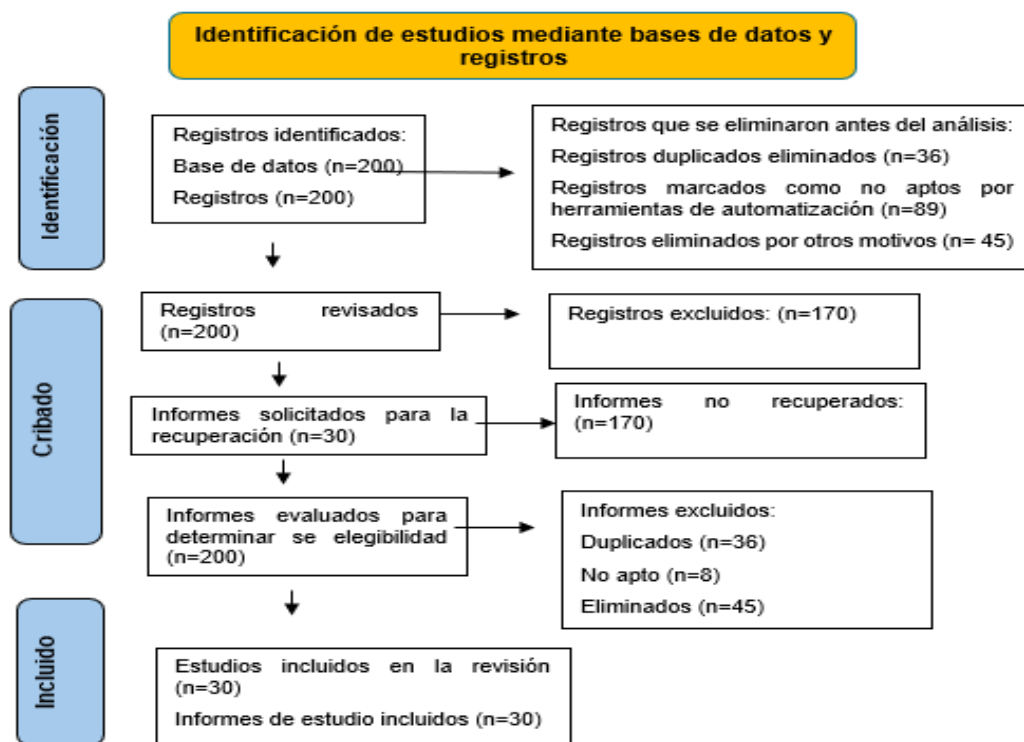 Identificación de estudios mediante bases de datos y
registros
Identificación
Registros identificados:
Base de datos (n=200)
Registros (n=200)
Registros que se eliminaron antes del análisis:
Registros duplicados eliminados (n=36)
Registros marcados como no aptos por
herramientas de automatización (n=89)
Registros eliminados por otros motivos (n= 45)
Cribado
Registros revisados
(n=200)
Registros excluidos: (n=170)
Informes solicitados para la
recuperación (n=30)
Informes no recuperados:
(n=170)
Informes evaluados para
determinar se elegibilidad
(n=200)
Informes excluidos:
Duplicados (n=36)
No apto (n=8)
Eliminados (n=45)
Incluido
Estudios incluidos en la revisión
(n=30)
Informes de estudio incluidos (n=30)